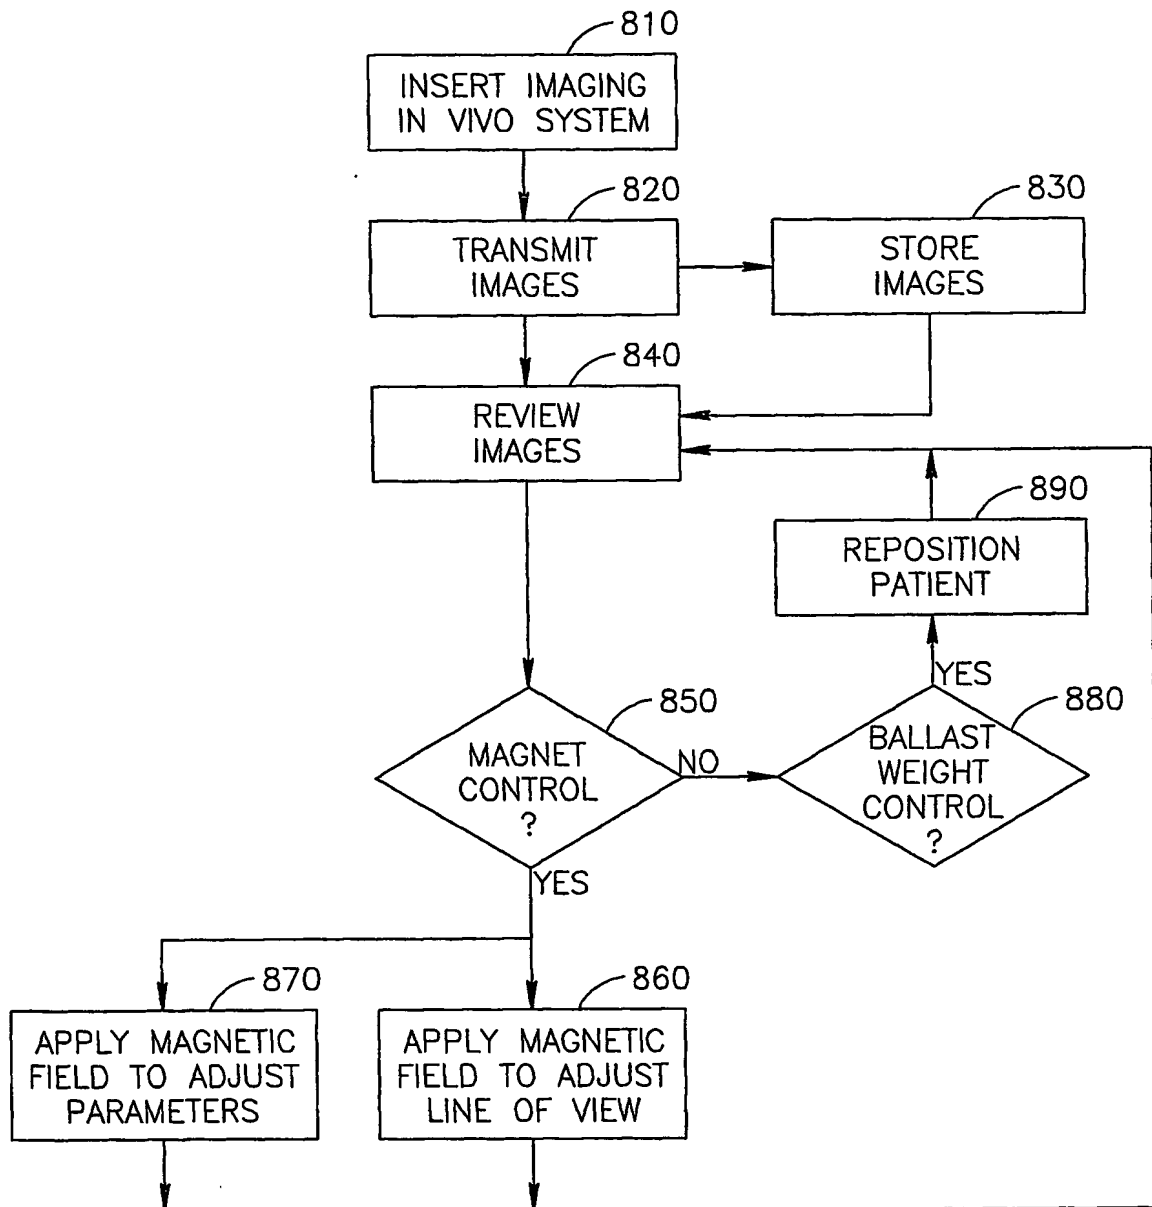 810
INSERT IMAGING
IN VIVO SYSTEM
820
TRANSMIT
IMAGES
830
STORE
IMAGES
840
REVIEW
IMAGES
890
REPOSITION
PATIENT
YES
850
MAGNET
CONTROL
?
NO
880
BALLAST
WEIGHT
CONTROL
?
YES
870
APPLY MAGNETIC
FIELD TO ADJUST
PARAMETERS
860
APPLY MAGNETIC
FIELD TO ADJUST
LINE OF VIEW